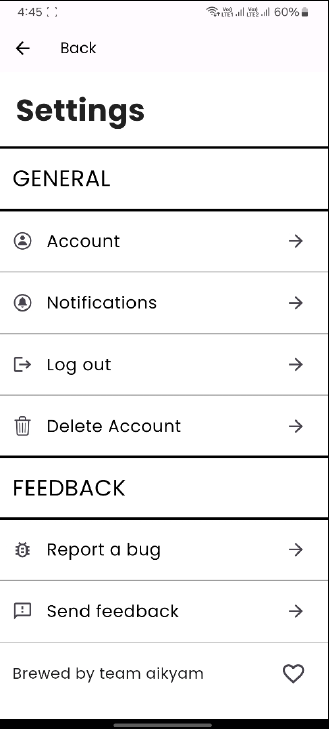 4:45
Vo) LTE1 Vo) LTE2 60%
Back
Settings
GENERAL
Account
Notifications
Log out
Delete Account
FEEDBACK
Report a bug
Send feedback
Brewed by team aikyam